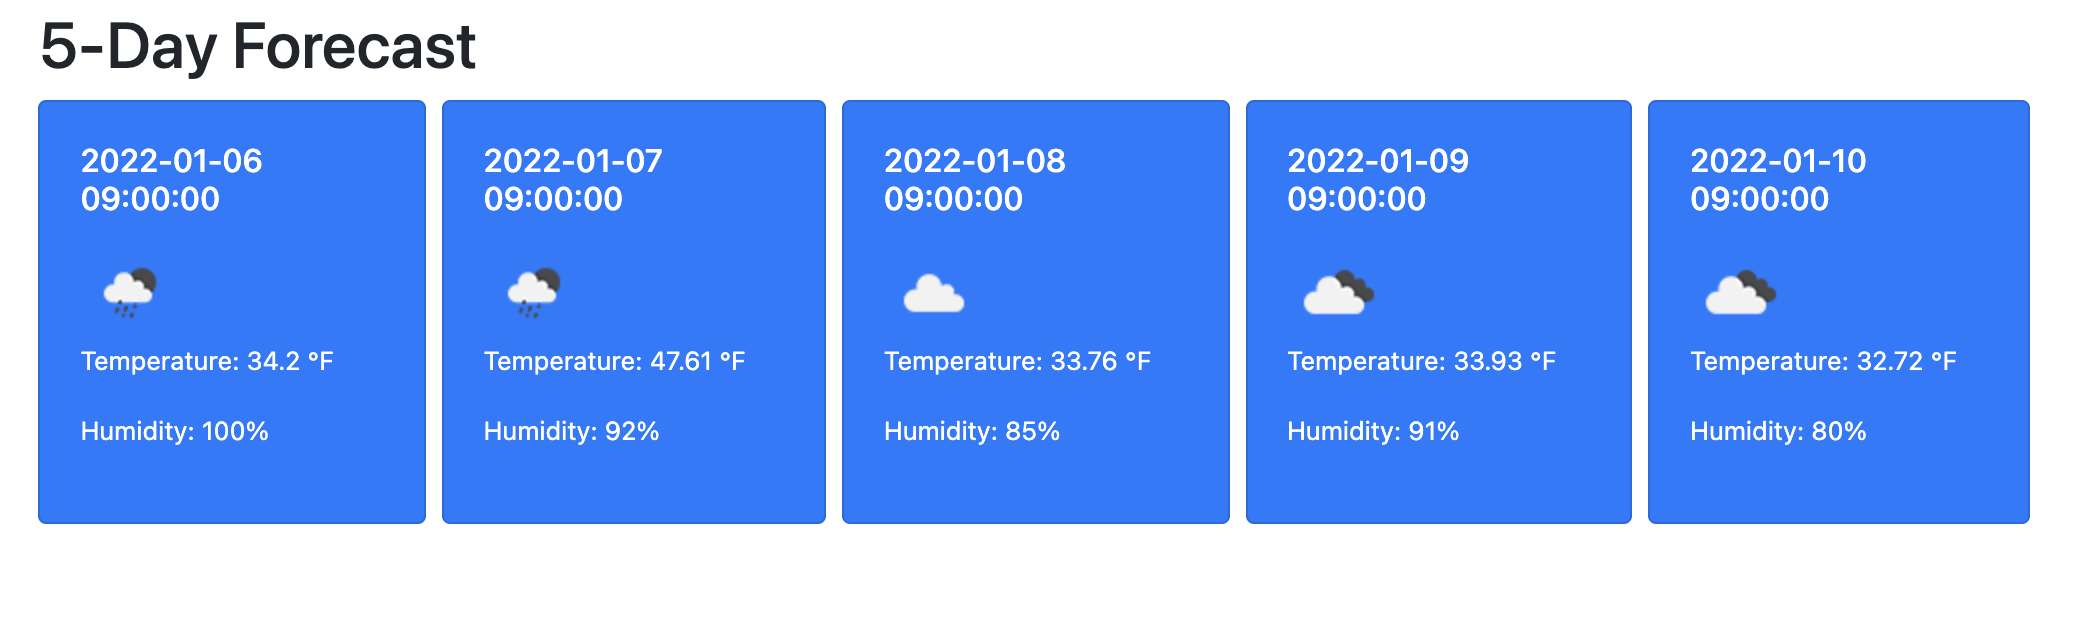 5-Day Forecast
2022-01-06
09:00:00
Temperature: 34.2 °F
Humidity: 100%
2022-01-07
09:00:00
Temperature: 47.61 °F
Humidity: 92%
2022-01-08
09:00:00
Temperature: 33.76 °F
Humidity: 85%
2022-01-09
09:00:00
Temperature: 33.93 °F
Humidity: 91%
2022-01-10
09:00:00
Temperature: 32.72 °F
Humidity: 80%